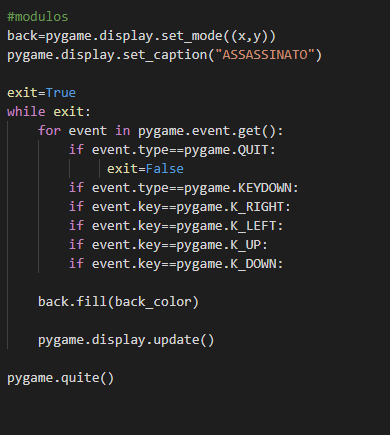 #modulos
back=pygame.display.set_mode((x,y))
pygame.display.set_caption("ASSASSINATO")
exit=True
while exit:
    for event in pygame.event.get():
        if event.type==pygame.QUIT:
            exit=False
        if event.type==pygame.KEYDOWN:
        if event.key==pygame.K_RIGHT:
        if event.key==pygame.K_LEFT:
        if event.key==pygame.K_UP:
        if event.key==pygame.K_DOWN:
    back.fill(back_color)
    pygame.display.update()
pygame.quite()